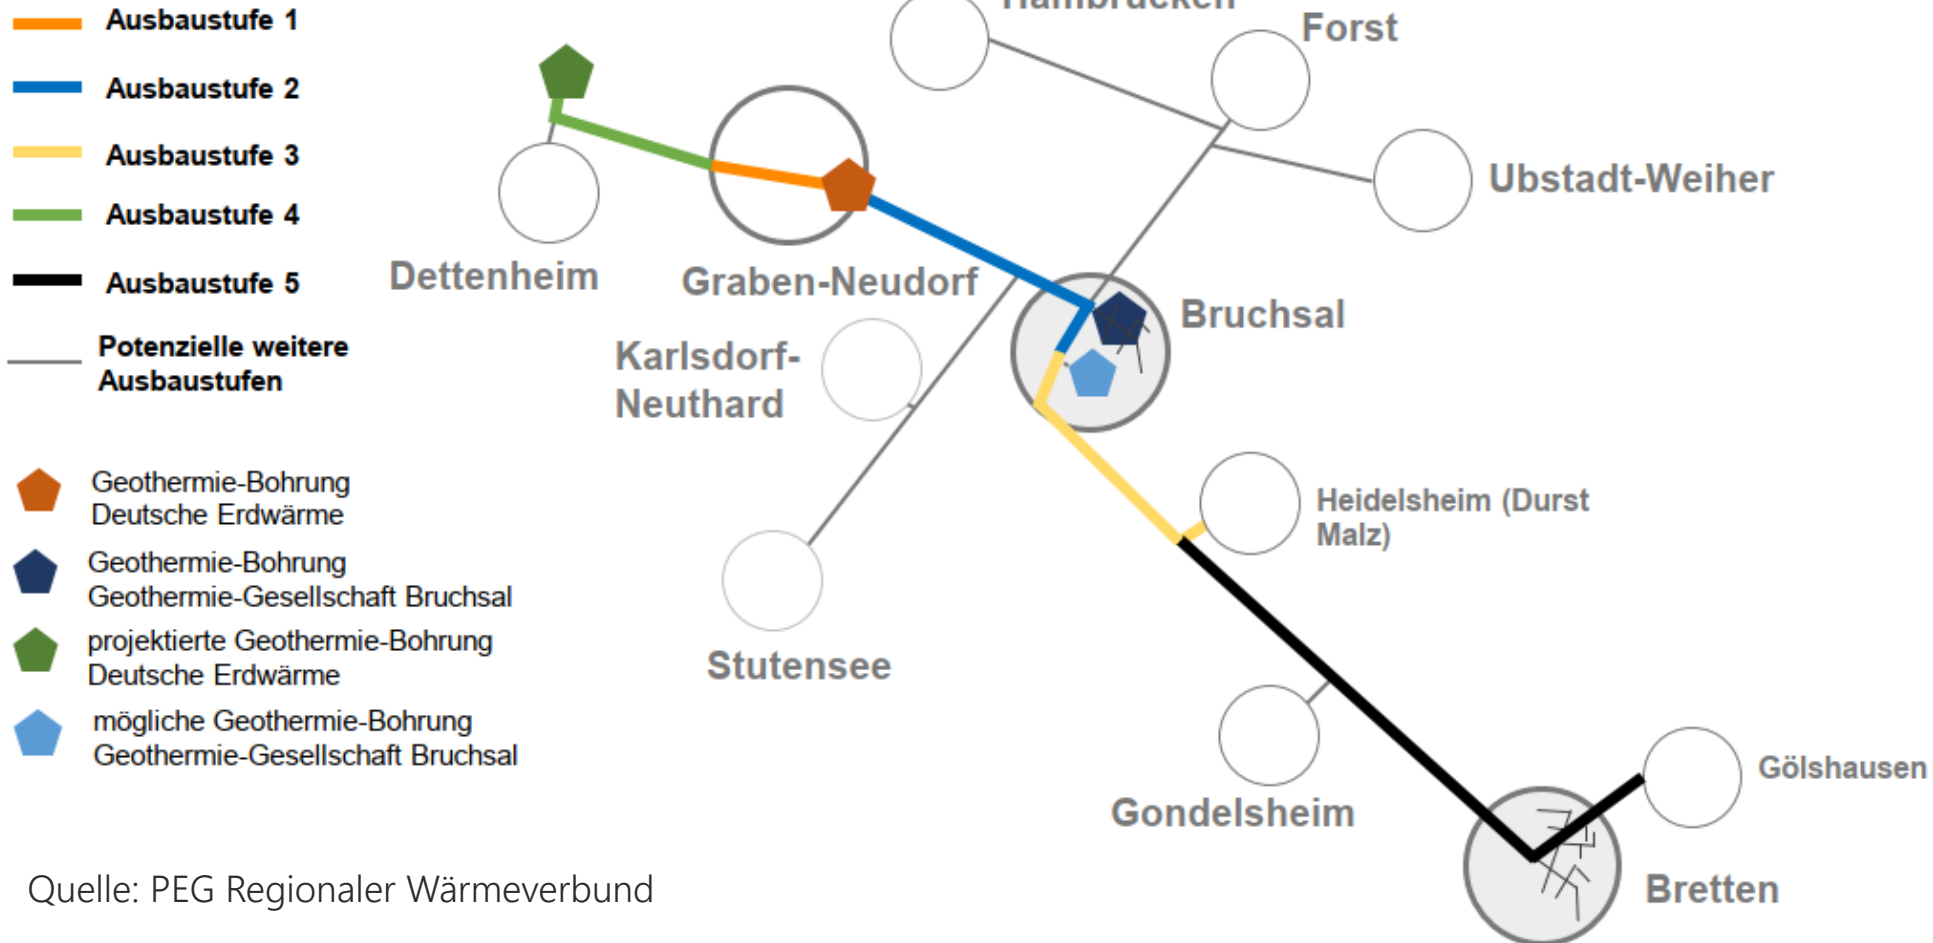 Ausbaustufe 1
Ausbaustufe 2
Ausbaustufe 3
Ausbaustufe 4
Ausbaustufe 5
Potenzielle weitere
Ausbaustufen
Geothermie-Bohrung
Deutsche Erdwärme
Geothermie-Bohrung
Geothermie-Gesellschaft Bruchsal
projektierte Geothermie-Bohrung
Deutsche Erdwärme
mögliche Geothermie-Bohrung
Geothermie-Gesellschaft Bruchsal
Hambrücken
Forst
Ubstadt-Weiher
Dettenheim
Graben-Neudorf
Bruchsal
Karlsdorf-
Neuthard
Heidelsheim (Durst
Malz)
Stutensee
Gondelsheim
Gölshausen
Bretten
Quelle: PEG Regionaler Wärmeverbund